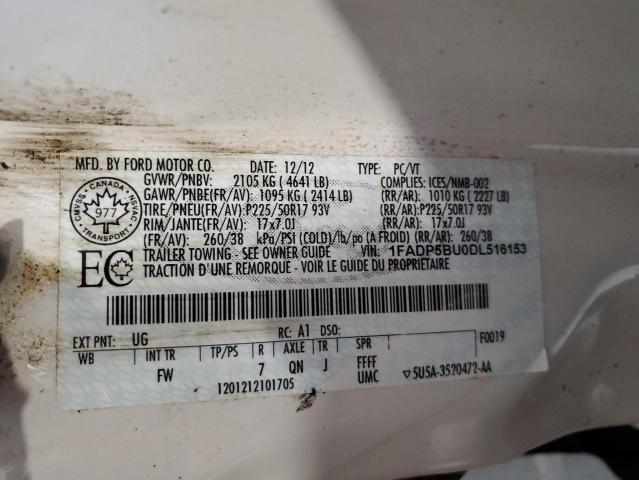 MFD. BY FORD MOTOR CO. DATE: 12/12 TYPE: PC/VT
GVWR/PNBV: 2105 KG ( 4641 LB) COMPLIES: ICES/NMB-002
GAWR/PNBE(FR/AV): 1095 KG ( 2414 LB) (RR/AR): 1010 KG ( 2227 LB)
TIRE/PNEU(FR/AV):P225/50R17 93V (RR/AR):P225/50R17 93V
RIM/JANTE(FR/AV): 17x7.0J (RR/AR): 17x7.0J
(FR/AV): 260/38 kPa/PSI (COLD)/lb/po (A FROID) (RR/AR): 260/38
TRAILER TOWING - SEE OWNER GUIDE VIN: 1FADP5BU0DL516153
TRACTION D'UNE REMORQUE - VOIR LE GUIDE DU PROPRIETAIRE
CANADA
CMVSS NSVAC
977
TRANSPORT
EC
EXT PNT: UG RC: A1 DSO: F0019
WB INT TR TP/PS R AXLE TR SPR
FW 7 QN J FFFF
1201212101705 UMC ▽5U5A-3520472-AA